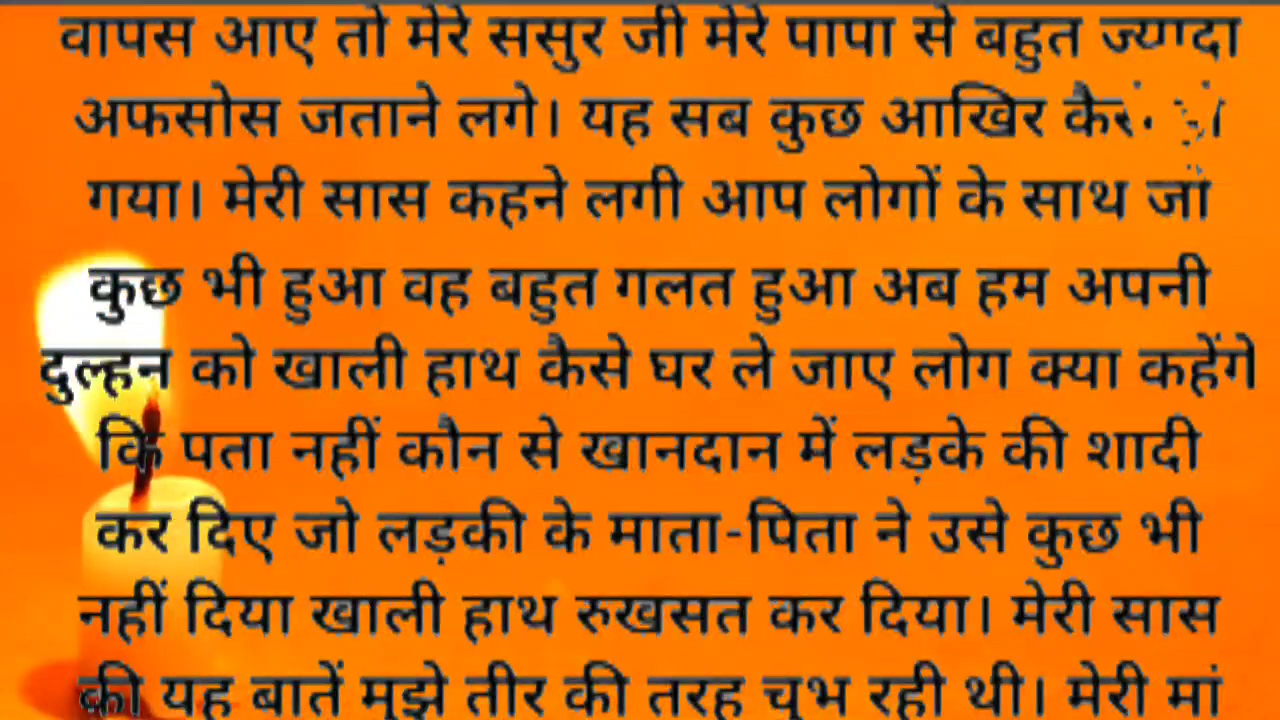 वापस आए तो मेरे ससुर जी मेरे पापा से बहुत ज्यादा
अफसोस जताने लगे। यह सब कुछ आखिर
गया। मेरी सास कहने लगी आप लोगों के साथ जो
कुछ भी हुआ वह बहुत गलत हुआ अब हम अपनी
दुल्हन को खाली हाथ कैसे घर ले जाए लोग क्या कहेंगे
कि पता नहीं कौन से खानदान में लड़के की शादी
कर दिए जो लड़की के माता-पिता ने उसे कुछ भी
नहीं दिया खाली हाथ रुखसत कर दिया। मेरी सास
की यह बातें मुझे तीर की तरह चुभ रही थी। मेरी मां